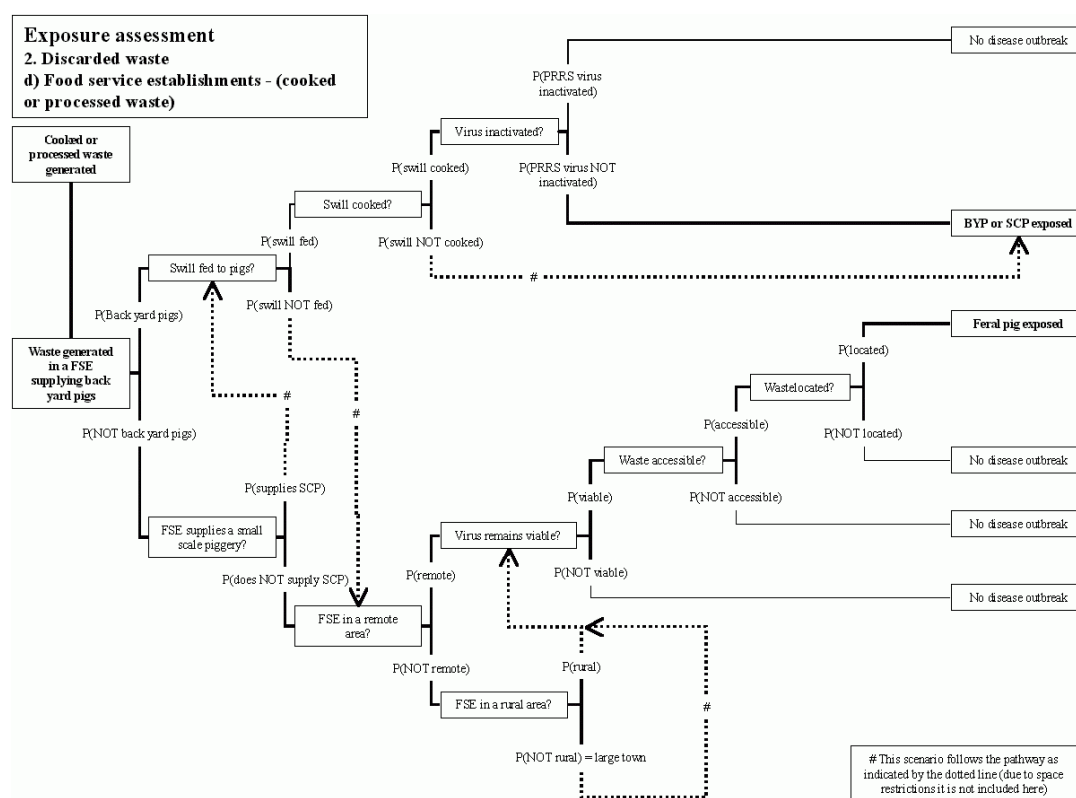 Exposure assessment
2. Discarded waste
d) Food service establishments - (cooked
or processed waste)
No disease outbreak
P(PRRS virus
inactivated)
Cooked or
processed waste
generated
Virus inactivated?
P(swill cooked)
P(PRRS virus NOT
inactivated)
Swill cooked?
BYP or SCP exposed
P(swill fed)
P(swill NOT cooked)
Swill fed to pigs?
#
P(swill NOT fed)
P(Back yard pigs)
Feral pig exposed
Waste generated
in a FSE
supplying back
yard pigs
P(located)
Wastelocated?
#
#
P(accessible)
P(NOT back yard pigs)
P(NOT located)
Waste accessible?
No disease outbreak
P(supplies SCP)
P(viable)
P(NOT accessible)
FSE supplies a small
scale piggery?
Virus remains viable?
No disease outbreak
P(does NOT supply SCP)
P(remote)
P(NOT viable)
No disease outbreak
FSE in a remote
area?
P(NOT remote)
P(rural)
FSE in a rural area?
#
P(NOT rural) = large town
# This scenario follows the pathway as
indicated by the dotted line (due to space
restrictions it is not included here)